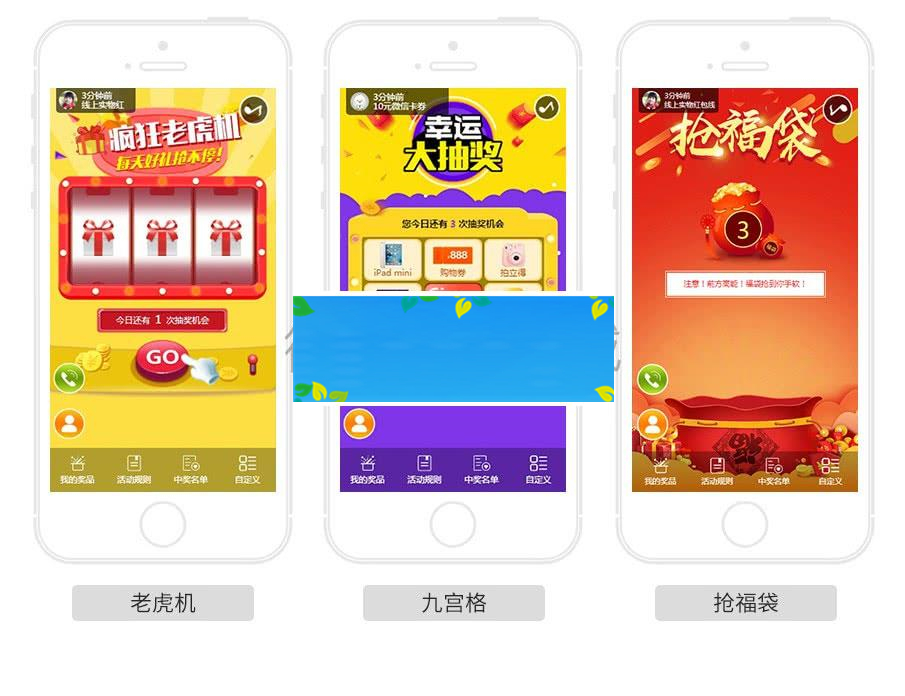 3分钟前
线上实物红
疯狂老虎机
每天好礼抢不停!
今日还有 1 次抽奖机会
GO
我的奖品 活动规则 中奖名单 自定义
老虎机
3分钟前
10元微信卡券
幸运
大抽奖
您今日还有 3 次抽奖机会
888
iPad mini 购物券 拍立得
我的奖品 活动规则 中奖名单 自定义
九宫格
3分钟前
线上实物红包线
抢福袋
3
福袋
注意!前方高能!福袋抢到你手软!
福
我的奖品 活动规则 中奖名单 自定义
抢福袋